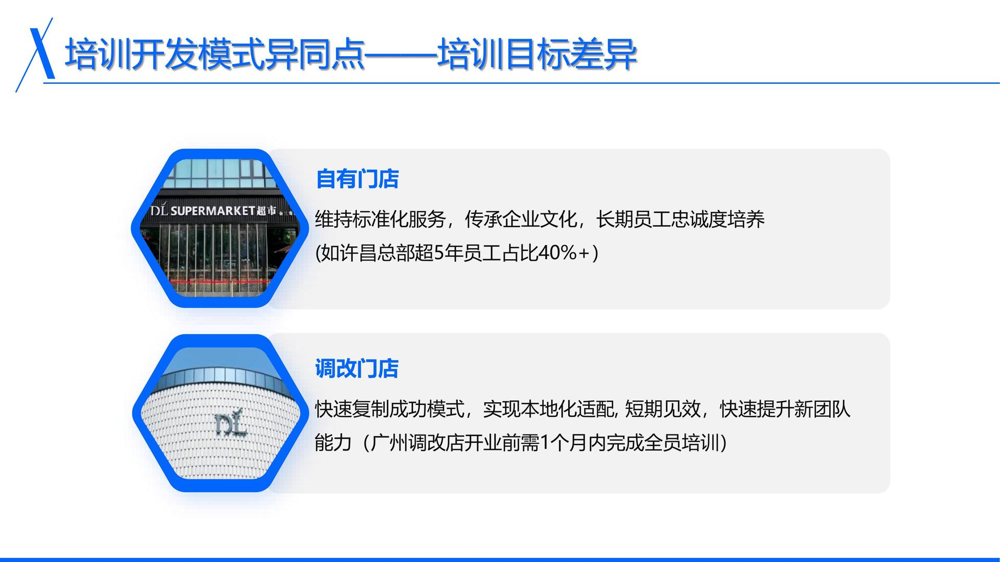 培训开发模式异同点——培训目标差异
DL SUPERMARKET超市
自有门店
维持标准化服务，传承企业文化，长期员工忠诚度培养
(如许昌总部超5年员工占比40%+)
DL
调改门店
快速复制成功模式，实现本地化适配, 短期见效，快速提升新团队
能力（广州调改店开业前需1个月内完成全员培训）